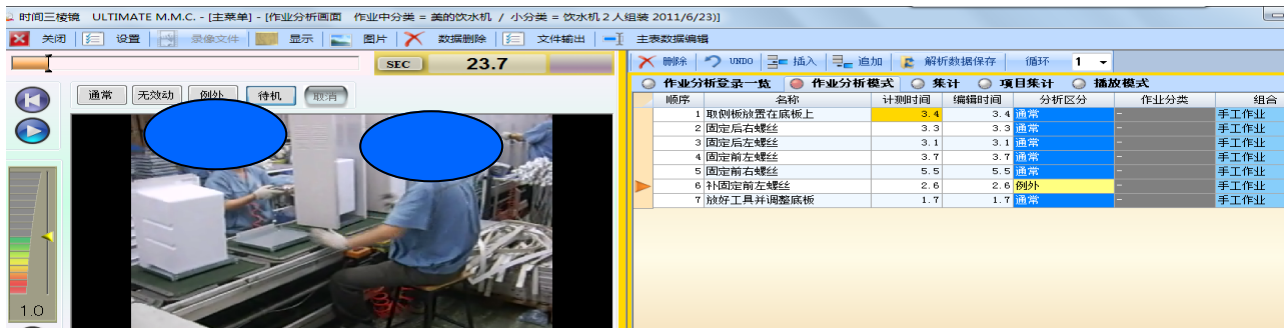 时间三棱镜 ULTIMATE M.M.C. - [主菜单] - [作业分析画面 作业中分类 = 美的饮水机 / 小分类 = 饮水机2人组装 2011/6/23)]
关闭 设置 录像文件 显示 图片 数据删除 文件输出 主表数据编辑
SEC 23.7
删除 UNDO 插入 追加 解析数据保存 循环 1
作业分析登录一览 作业分析模式 集计 项目集计 播放模式
通常 无效动 例外 待机 取消
顺序 名称 计测时间 编辑时间 分析区分 作业分类 组合
1 取侧板放置在底板上 3.4 3.4 通常 - 手工作业
2 固定后右螺丝 3.3 3.3 通常 - 手工作业
3 固定后左螺丝 3.1 3.1 通常 - 手工作业
4 固定前左螺丝 3.7 3.7 通常 - 手工作业
5 固定前右螺丝 5.5 5.5 通常 - 手工作业
6 补固定前左螺丝 2.6 2.6 例外 - 手工作业
7 放好工具并调整底板 1.7 1.7 通常 - 手工作业
1.0